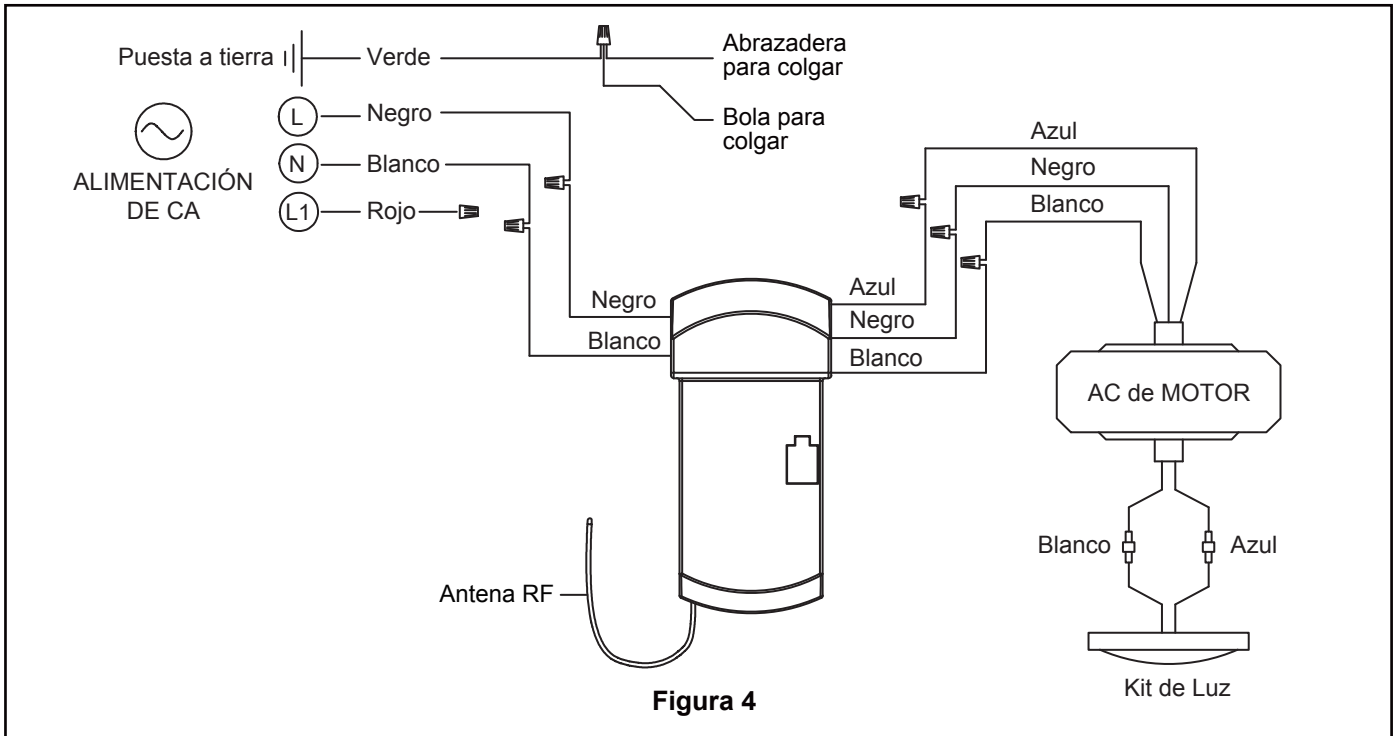 Puesta a tierra
Verde
Abrazadera
para colgar
Bola para
colgar
L
Negro
N
Blanco
L1
Rojo
ALIMENTACIÓN
DE CA
Azul
Negro
Blanco
Negro
Blanco
Azul
Negro
Blanco
AC de MOTOR
Blanco
Azul
Antena RF
Kit de Luz
Figura 4